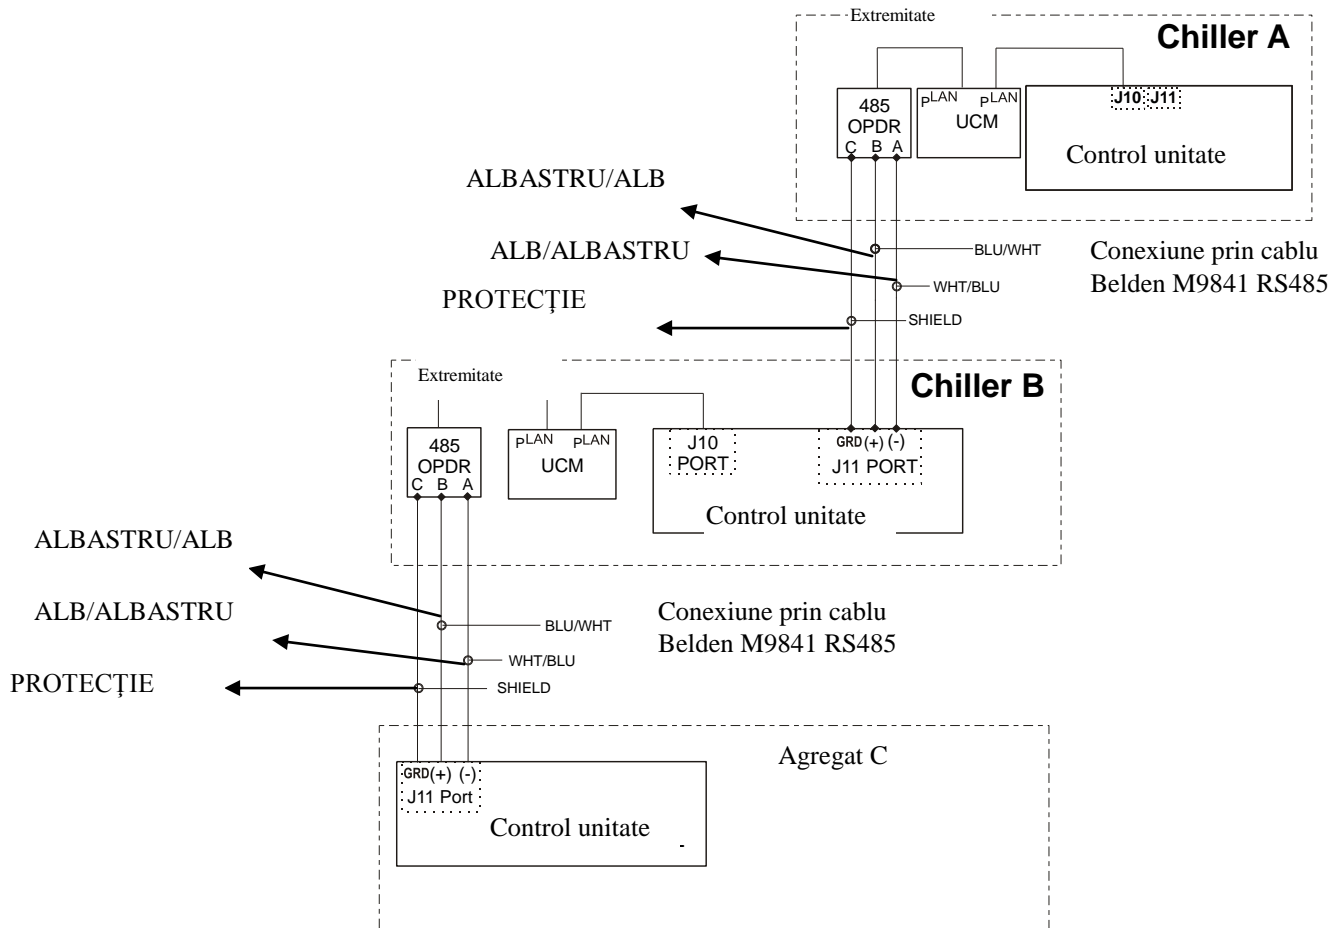 Extremitate
Chiller A
485
OPDR
C B A
pLAN pLAN
UCM
J10 J11
Control unitate
ALBASTRU/ALB
ALB/ALBASTRU
PROTECŢIE
BLU/WHT
WHT/BLU
SHIELD
Conexiune prin cablu
Belden M9841 RS485
Extremitate
Chiller B
485
OPDR
C B A
pLAN pLAN
UCM
J10
PORT
GRD(+) (-)
J11 PORT
Control unitate
ALBASTRU/ALB
ALB/ALBASTRU
PROTECŢIE
BLU/WHT
WHT/BLU
SHIELD
Conexiune prin cablu
Belden M9841 RS485
Agregat C
GRD(+) (-)
J11 Port
Control unitate
-